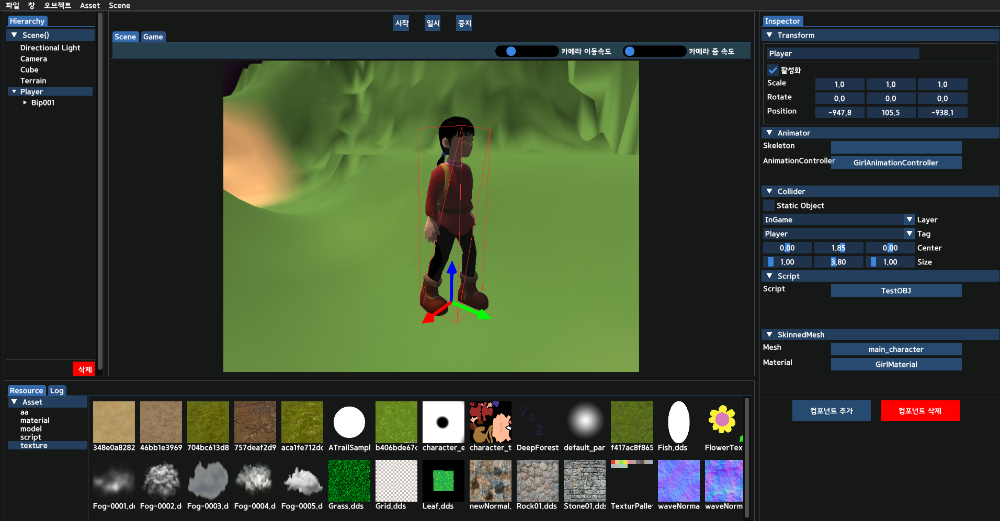 파일 창 오브젝트 Asset Scene
Hierarchy
Scene()
Directional Light
Camera
Cube
Terrain
Player
Bip001
삭제
시작 일시 중지
Scene Game
카메라 이동속도 카메라 줌 속도
Inspector
Transform
Player
활성화
Scale 1.0 1.0 1.0
Rotate 0.0 0.0 0.0
Position -947.8 105.5 -938.1
Animator
Skeleton
AnimationController GirlAnimationController
Collider
Static Object
InGame Layer
Player Tag
0.00 1.85 0.00 Center
1.00 3.80 1.00 Size
Script
Script TestOBJ
SkinnedMesh
Mesh main_character
Material GirlMaterial
컴포넌트 추가 컴포넌트 삭제
Resource Log
Asset
aa
material
model
script
texture
348e0a8282 46bb1e3969 704bc613d8 757deaf2d9 aca1fe712dc ATrailSampl b406bde67c character_e character_t DeepForest default_par f417ac8f865 Fish.dds FlowerTex
Fog-0001.d Fog-0002.d Fog-0003.d Fog-0004.d Fog-0005.d Grass.dds Grid.dds Leaf.dds newNormal. Rock01.dds Stone01.dds TexturPalle waveNorma waveNorm